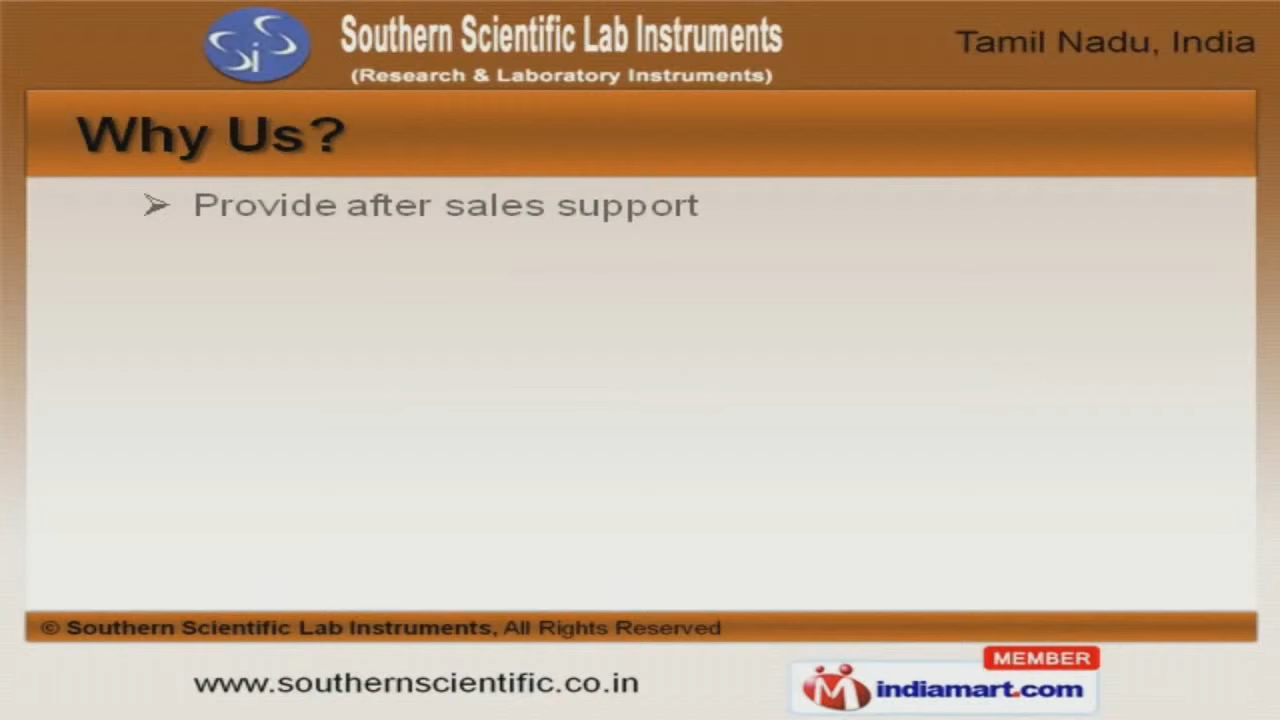 SiS
Southern Scientific Lab Instruments
(Research & Laboratory Instruments)
Tamil Nadu, India
Why Us?
➢ Provide after sales support
© Southern Scientific Lab Instruments, All Rights Reserved
www.southernscientific.co.in
MEMBER
indiamart.com